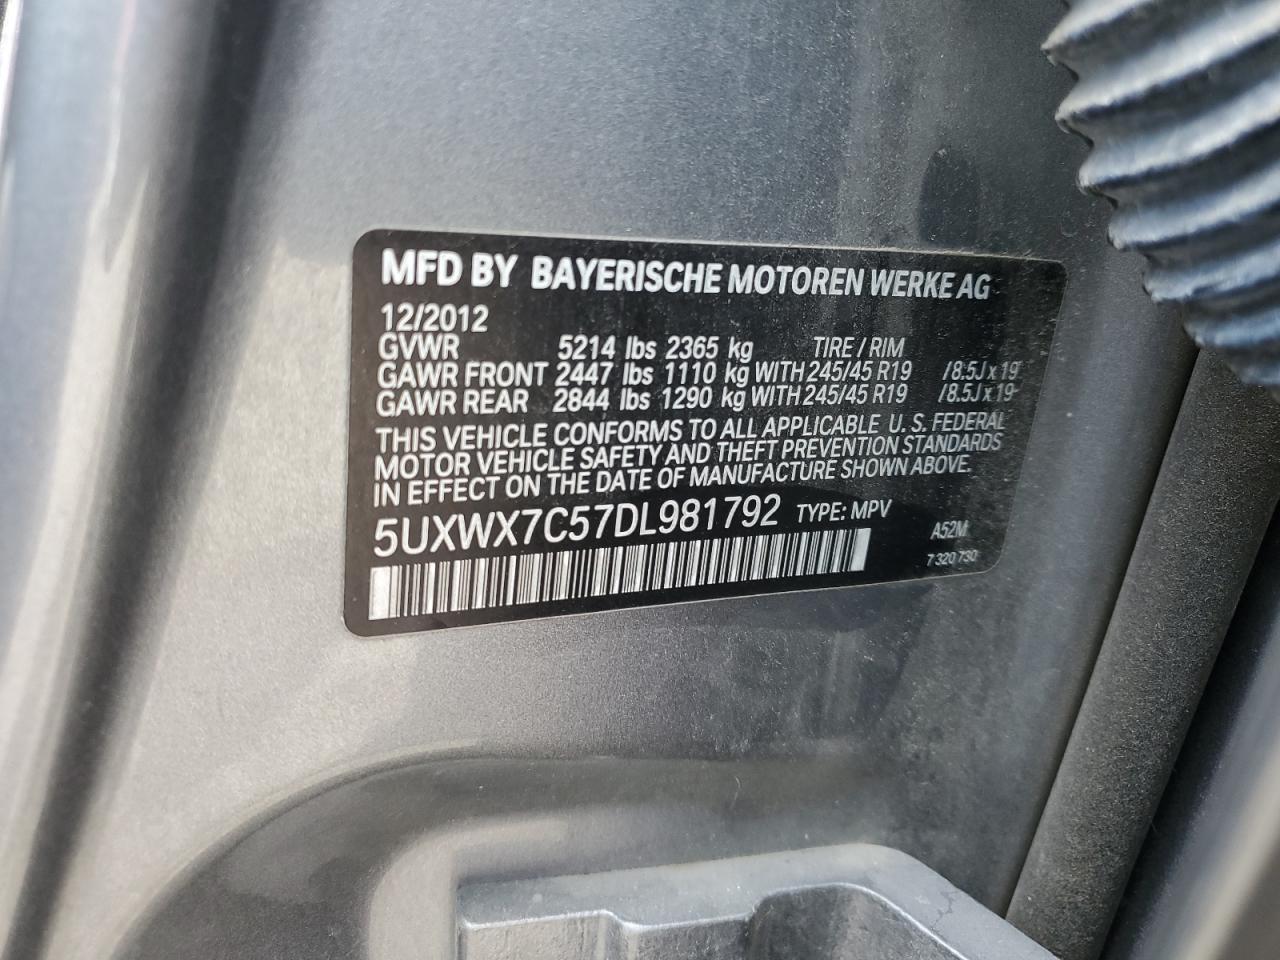 MFD BY BAYERISCHE MOTOREN WERKE AG
12/2012
GVWR 5214 lbs 2365 kg TIRE / RIM
GAWR FRONT 2447 lbs 1110 kg WITH 245/45 R19 /8.5J x 19
GAWR REAR 2844 lbs 1290 kg WITH 245/45 R19 /8.5J x 19
THIS VEHICLE CONFORMS TO ALL APPLICABLE U. S. FEDERAL
MOTOR VEHICLE SAFETY AND THEFT PREVENTION STANDARDS
IN EFFECT ON THE DATE OF MANUFACTURE SHOWN ABOVE.
5UXWX7C57DL981792 TYPE: MPV
A52M
7 320 730